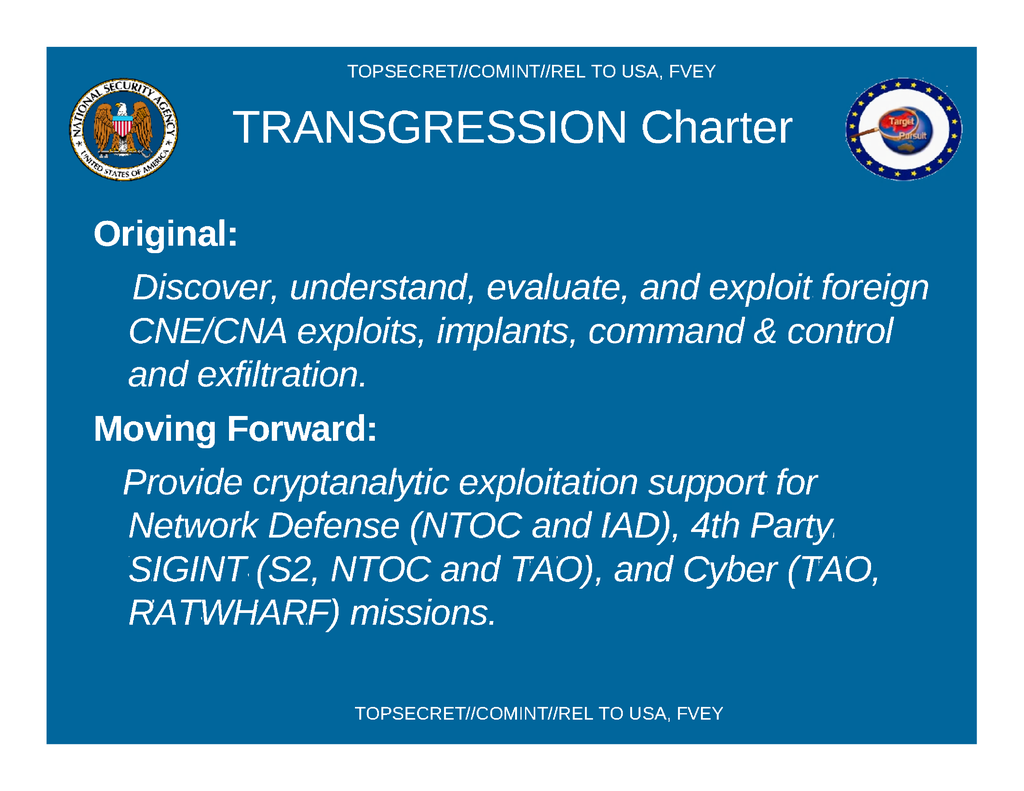 TOPSECRET//COMINT//REL TO USA, FVEY
NATIONAL SECURITY AGENCY
UNITED STATES OF AMERICA
TRANSGRESSION Charter
Target
Pursuit
Original:
Discover, understand, evaluate, and exploit foreign
CNE/CNA exploits, implants, command & control
and exfiltration.
Moving Forward:
Provide cryptanalytic exploitation support for
Network Defense (NTOC and IAD), 4th Party
SIGINT (S2, NTOC and TAO), and Cyber (TAO,
RATWHARF) missions.
TOPSECRET//COMINT//REL TO USA, FVEY